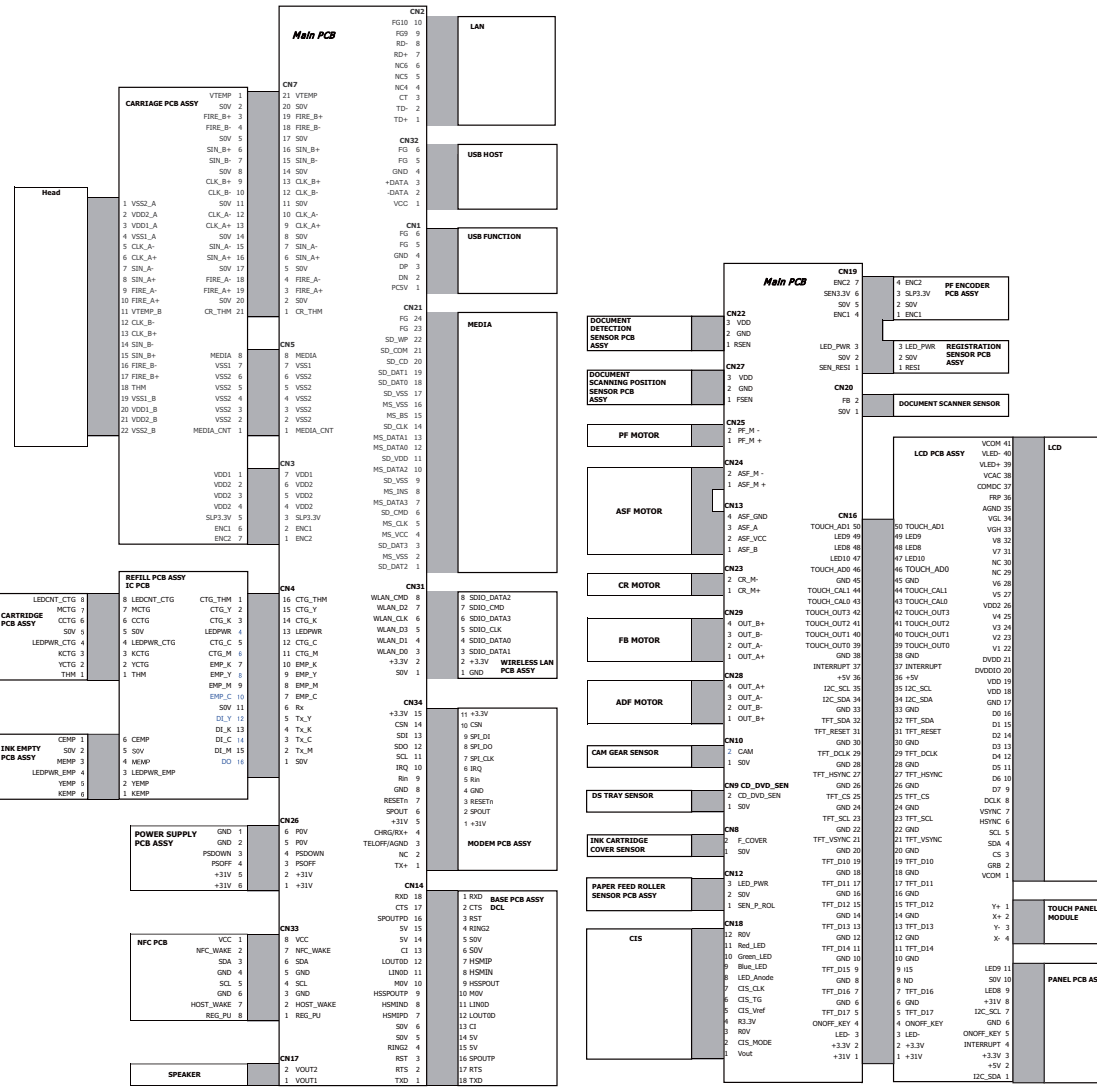 Head
1 VSS2_A
2 VDD2_A
3 VDD1_A
4 VSS1_A
5 CLK_A-
6 CLK_A+
7 SIN_A-
8 SIN_A+
9 FIRE_A-
10 FIRE_A+
11 VTEMP_B
12 CLK_B-
13 CLK_B+
14 SIN_B-
15 SIN_B+
16 FIRE_B-
17 FIRE_B+
18 THM
19 VSS1_B
20 VDD1_B
21 VDD2_B
22 VSS2_B
CARRIAGE PCB ASSY
VTEMP 1
S0V 2
FIRE_B+ 3
FIRE_B- 4
S0V 5
SIN_B+ 6
SIN_B- 7
S0V 8
CLK_B+ 9
CLK_B- 10
S0V 11
CLK_A- 12
CLK_A+ 13
S0V 14
SIN_A- 15
SIN_A+ 16
S0V 17
FIRE_A- 18
FIRE_A+ 19
S0V 20
CR_THM 21
MEDIA 8
VSS1 7
VSS2 6
VSS2 5
VSS2 4
VSS2 3
VSS2 2
MEDIA_CNT 1
VDD1 1
VDD2 2
VDD2 3
VDD2 4
SLP3.3V 5
ENC1 6
ENC2 7
CARTRIDGE
PCB ASSY
LEDCNT_CTG 8
MCTG 7
CCTG 6
S0V 5
LEDPWR_CTG 4
KCTG 3
YCTG 2
THM 1
INK EMPTY
PCB ASSY
CEMP 1
S0V 2
MEMP 3
LEDPWR_EMP 4
YEMP 5
KEMP 6
REFILL PCB ASSY
IC PCB
8 LEDCNT_CTG
7 MCTG
6 CCTG
5 S0V
4 LEDPWR_CTG
3 KCTG
2 YCTG
1 THM
6 CEMP
5 S0V
4 MEMP
3 LEDPWR_EMP
2 YEMP
1 KEMP
CTG_THM 1
CTG_Y 2
CTG_K 3
LEDPWR 4
CTG_C 5
CTG_M 6
EMP_K 7
EMP_Y 8
EMP_M 9
EMP_C 10
S0V 11
DI_Y 12
DI_K 13
DI_C 14
DI_M 15
DO 16
POWER SUPPLY
PCB ASSY
GND 1
GND 2
PSDOWN 3
PSOFF 4
+31V 5
+31V 6
NFC PCB
VCC 1
NFC_WAKE 2
SDA 3
GND 4
SCL 5
GND 6
HOST_WAKE 7
REG_PU 8
SPEAKER
Main PCB
CN7
21 VTEMP
20 S0V
19 FIRE_B+
18 FIRE_B-
17 S0V
16 SIN_B+
15 SIN_B-
14 S0V
13 CLK_B+
12 CLK_B-
11 S0V
10 CLK_A-
9 CLK_A+
8 S0V
7 SIN_A-
6 SIN_A+
5 S0V
4 FIRE_A-
3 FIRE_A+
2 S0V
1 CR_THM
CN5
8 MEDIA
7 VSS1
6 VSS2
5 VSS2
4 VSS2
3 VSS2
2 VSS2
1 MEDIA_CNT
CN3
7 VDD1
6 VDD2
5 VDD2
4 VDD2
3 SLP3.3V
2 ENC1
1 ENC2
CN4
16 CTG_THM
15 CTG_Y
14 CTG_K
13 LEDPWR
12 CTG_C
11 CTG_M
10 EMP_K
9 EMP_Y
8 EMP_M
7 EMP_C
6 Rx
5 Tx_Y
4 Tx_K
3 Tx_C
2 Tx_M
1 S0V
CN26
6 P0V
5 P0V
4 PSDOWN
3 PSOFF
2 +31V
1 +31V
CN33
8 VCC
7 NFC_WAKE
6 SDA
5 GND
4 SCL
3 GND
2 HOST_WAKE
1 REG_PU
CN17
2 VOUT2
1 VOUT1
CN2
FG10 10
FG9 9
RD- 8
RD+ 7
NC6 6
NC5 5
NC4 4
CT 3
TD- 2
TD+ 1
CN32
FG 6
FG 5
GND 4
+DATA 3
-DATA 2
VCC 1
CN1
FG 6
FG 5
GND 4
DP 3
DN 2
PC5V 1
CN21
FG 24
FG 23
SD_WP 22
SD_COM 21
SD_CD 20
SD_DAT1 19
SD_DAT0 18
SD_VSS 17
MS_VSS 16
MS_BS 15
SD_CLK 14
MS_DATA1 13
MS_DATA0 12
SD_VDD 11
MS_DATA2 10
SD_VSS 9
MS_INS 8
MS_DATA3 7
SD_CMD 6
MS_CLK 5
MS_VCC 4
SD_DAT3 3
MS_VSS 2
SD_DAT2 1
CN31
WLAN_CMD 8
WLAN_D2 7
WLAN_CLK 6
WLAN_D3 5
WLAN_D1 4
WLAN_D0 3
+3.3V 2
S0V 1
CN34
+3.3V 15
CSN 14
SDI 13
SDO 12
SCL 11
IRQ 10
Rin 9
GND 8
RESETn 7
SPOUT 6
+31V 5
CHRG/RX+ 4
TELOFF/AGND 3
NC 2
TX+ 1
CN14
RXD 18
CTS 17
SPOUTPD 16
5V 15
5V 14
CI 13
LOUT0D 12
LIN0D 11
M0V 10
HSSPOUTP 9
HSMIND 8
HSMIPD 7
S0V 6
S0V 5
RING2 4
RST 3
RTS 2
TXD 1
LAN
USB HOST
USB FUNCTION
MEDIA
8 SDIO_DATA2
7 SDIO_CMD
6 SDIO_DATA3
5 SDIO_CLK
4 SDIO_DATA0
3 SDIO_DATA1
2 +3.3V
1 GND
WIRELESS LAN
PCB ASSY
11 +3.3V
10 CSN
9 SPI_DI
8 SPI_DO
7 SPI_CLK
6 IRQ
5 Rin
4 GND
3 RESETn
2 SPOUT
1 +31V
MODEM PCB ASSY
BASE PCB ASSY
DCL
1 RXD
2 CTS
3 RST
4 RING2
5 S0V
6 S0V
7 HSMIP
8 HSMIN
9 HSSPOUT
10 M0V
11 LIN0D
12 LOUT0D
13 CI
14 5V
15 5V
16 SPOUTP
17 RTS
18 TXD
DOCUMENT
DETECTION
SENSOR PCB
ASSY
DOCUMENT
SCANNING POSITION
SENSOR PCB
ASSY
PF MOTOR
ASF MOTOR
CR MOTOR
FB MOTOR
ADF MOTOR
CAM GEAR SENSOR
DS TRAY SENSOR
INK CARTRIDGE
COVER SENSOR
PAPER FEED ROLLER
SENSOR PCB ASSY
CIS
Main PCB
CN22
3 VDD
2 GND
1 RSEN
CN27
3 VDD
2 GND
1 FSEN
CN25
2 PF_M -
1 PF_M +
CN24
2 ASF_M -
1 ASF_M +
CN13
4 ASF_GND
3 ASF_A
2 ASF_VCC
1 ASF_B
CN23
2 CR_M-
1 CR_M+
CN29
4 OUT_B+
3 OUT_B-
2 OUT_A-
1 OUT_A+
CN28
4 OUT_A+
3 OUT_A-
2 OUT_B-
1 OUT_B+
CN10
2 CAM
1 S0V
CN9 CD_DVD_SEN
2 CD_DVD_SEN
1 S0V
CN8
2 F_COVER
1 S0V
CN12
3 LED_PWR
2 S0V
1 SEN_P_ROL
CN18
12 R0V
11 Red_LED
10 Green_LED
9 Blue_LED
8 LED_Anode
7 CIS_CLK
6 CIS_TG
5 CIS_Vref
4 R3.3V
3 R0V
2 CIS_MODE
1 Vout
CN19
ENC2 7
SEN3.3V 6
S0V 5
ENC1 4
LED_PWR 3
S0V 2
SEN_RESI 1
CN20
FB 2
S0V 1
CN16
TOUCH_AD1 50
LED9 49
LED8 48
LED10 47
TOUCH_AD0 46
GND 45
TOUCH_CAL1 44
TOUCH_CAL0 43
TOUCH_OUT3 42
TOUCH_OUT2 41
TOUCH_OUT1 40
TOUCH_OUT0 39
GND 38
INTERRUPT 37
+5V 36
I2C_SCL 35
I2C_SDA 34
GND 33
TFT_SDA 32
TFT_RESET 31
GND 30
TFT_DCLK 29
GND 28
TFT_HSYNC 27
GND 26
TFT_CS 25
GND 24
TFT_SCL 23
GND 22
TFT_VSYNC 21
GND 20
TFT_D10 19
GND 18
TFT_D11 17
GND 16
TFT_D12 15
GND 14
TFT_D13 13
GND 12
TFT_D14 11
GND 10
TFT_D15 9
GND 8
TFT_D16 7
GND 6
TFT_D17 5
ONOFF_KEY 4
LED- 3
+3.3V 2
+31V 1
4 ENC2
3 SLP3.3V
2 S0V
1 ENC1
PF ENCODER
PCB ASSY
3 LED_PWR
2 S0V
1 RESI
REGISTRATION
SENSOR PCB
ASSY
DOCUMENT SCANNER SENSOR
LCD PCB ASSY
50 TOUCH_AD1
49 LED9
48 LED8
47 LED10
46 TOUCH_AD0
45 GND
44 TOUCH_CAL1
43 TOUCH_CAL0
42 TOUCH_OUT3
41 TOUCH_OUT2
40 TOUCH_OUT1
39 TOUCH_OUT0
38 GND
37 INTERRUPT
36 +5V
35 I2C_SCL
34 I2C_SDA
33 GND
32 TFT_SDA
31 TFT_RESET
30 GND
29 TFT_DCLK
28 GND
27 TFT_HSYNC
26 GND
25 TFT_CS
24 GND
23 TFT_SCL
22 GND
21 TFT_VSYNC
20 GND
19 TFT_D10
18 GND
17 TFT_D11
16 GND
15 TFT_D12
14 GND
13 TFT_D13
12 GND
11 TFT_D14
10 GND
9 I15
8 ND
7 TFT_D16
6 GND
5 TFT_D17
4 ONOFF_KEY
3 LED-
2 +3.3V
1 +31V
VCOM 41
VLED- 40
VLED+ 39
VCAC 38
COMDC 37
FRP 36
AGND 35
VGL 34
VGH 33
V8 32
V7 31
NC 30
NC 29
V6 28
V5 27
VDD2 26
V4 25
V3 24
V2 23
V1 22
DVDD 21
DVDDIO 20
VDD 19
VDD 18
GND 17
D0 16
D1 15
D2 14
D3 13
D4 12
D5 11
D6 10
D7 9
DCLK 8
VSYNC 7
HSYNC 6
SCL 5
SDA 4
CS 3
GRB 2
VCOM 1
Y+ 1
X+ 2
Y- 3
X- 4
LED9 11
S0V 10
LED8 9
+31V 8
I2C_SCL 7
GND 6
ONOFF_KEY 5
INTERRUPT 4
+3.3V 3
+5V 2
I2C_SDA 1
LCD
TOUCH PANEL
MODULE
PANEL PCB AS